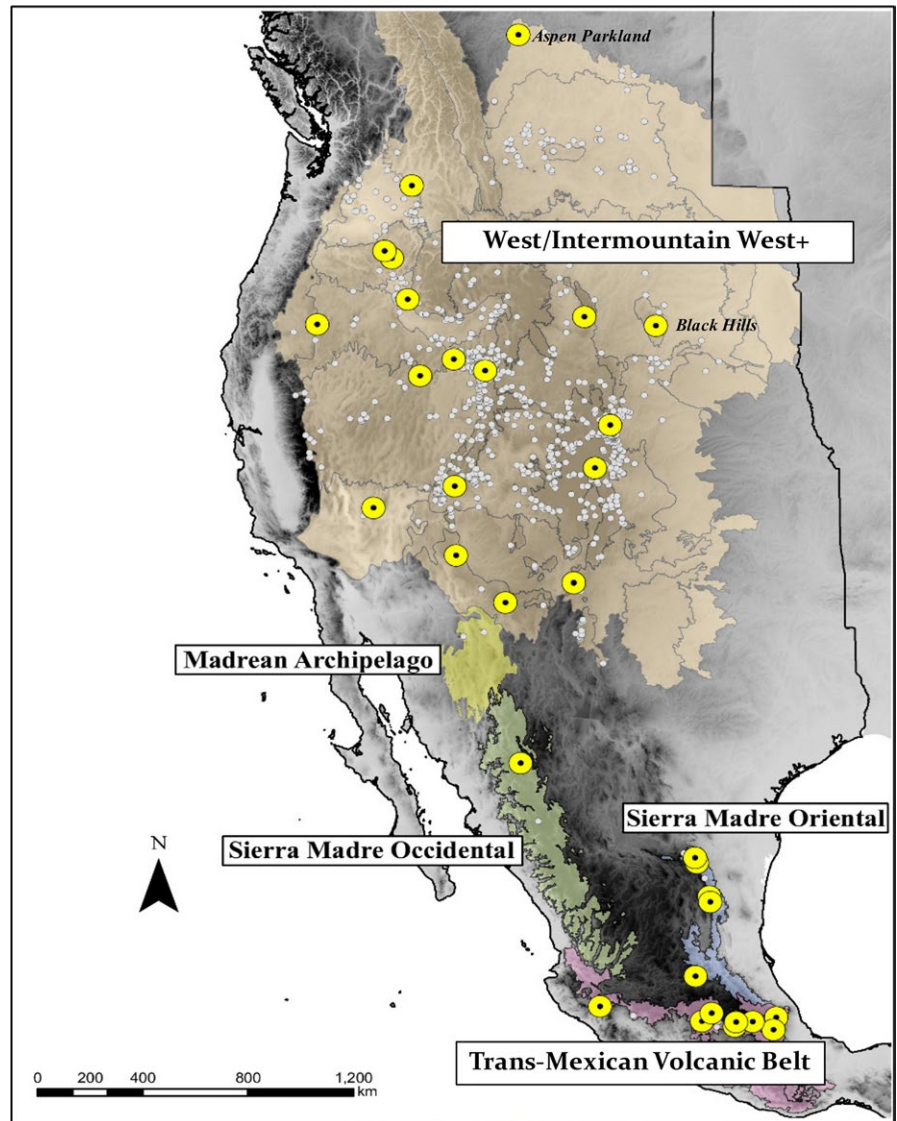 Aspen Parkland
West/Intermountain West+
Black Hills
Madrean Archipelago
Sierra Madre Oriental
Sierra Madre Occidental
N
Trans-Mexican Volcanic Belt
0 200 400 800 1,200
km